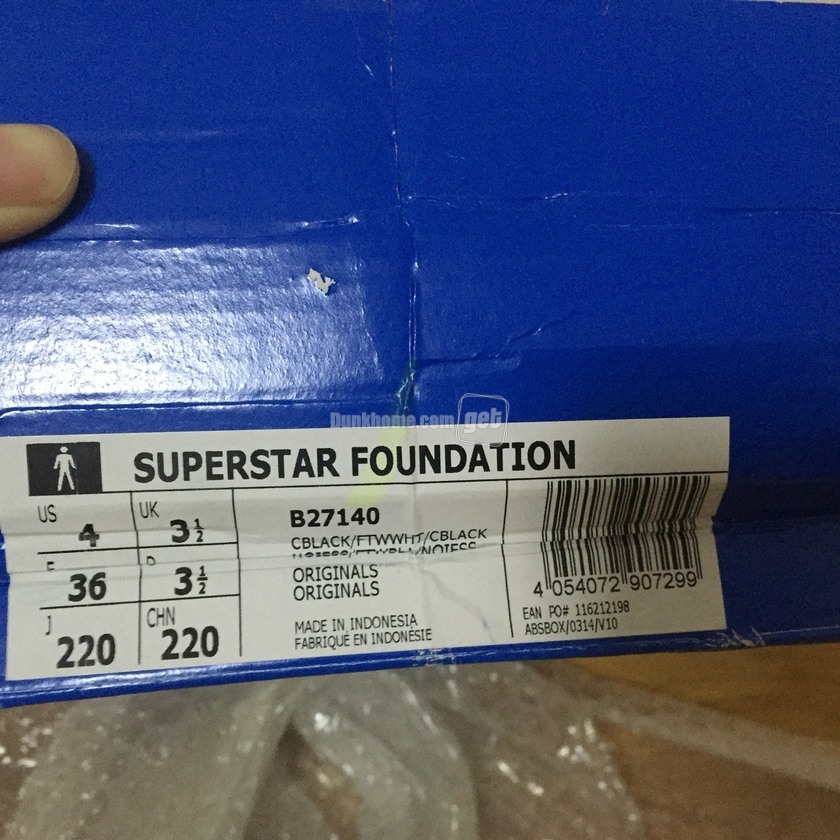 Dunkhome.com get
SUPERSTAR FOUNDATION
US 4 UK 3½
36 D 3½
J 220 CHN 220
B27140
CBLACK/FTWWHT/CBLACK
ORIGINALS
ORIGINALS
MADE IN INDONESIA
FABRIQUÉ EN INDONÉSIE
4 054072 907299
EAN PO# 116212198
ABSBOX/0314/V10